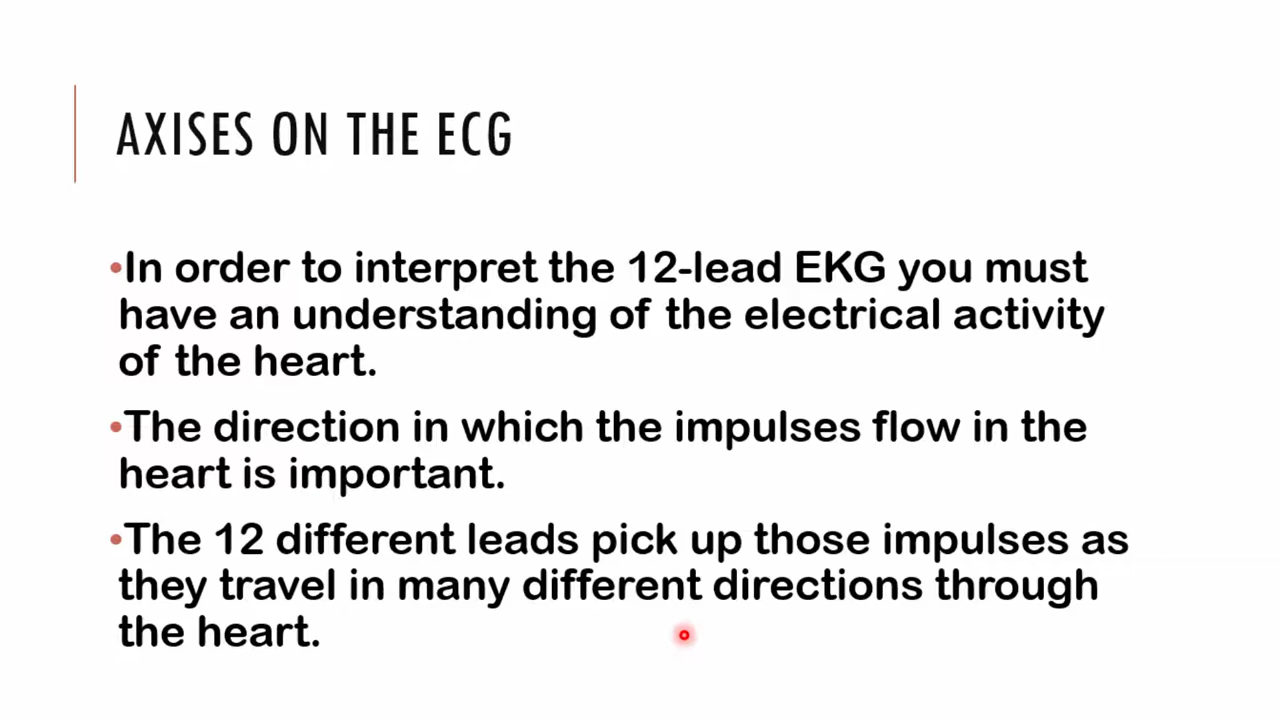 AXISES ON THE ECG
•In order to interpret the 12-lead EKG you must
have an understanding of the electrical activity
of the heart.
•The direction in which the impulses flow in the
heart is important.
•The 12 different leads pick up those impulses as
they travel in many different directions through
the heart.